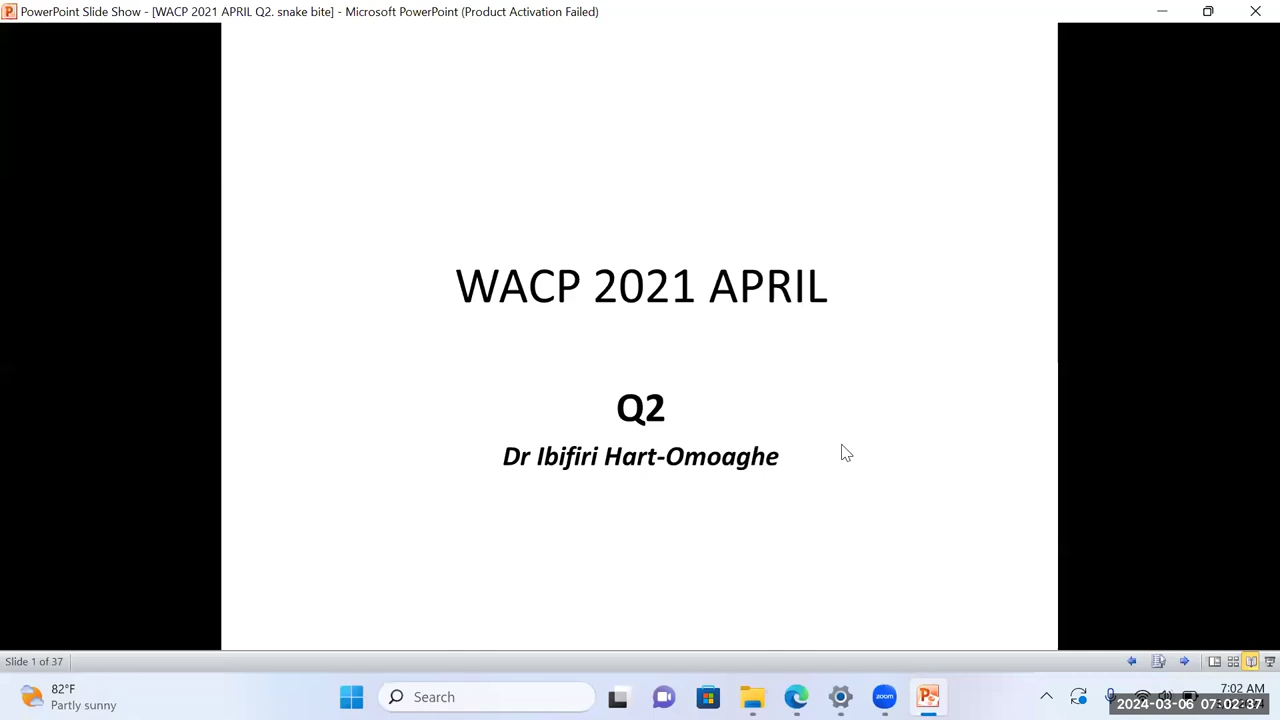 PowerPoint Slide Show - [WACP 2021 APRIL Q2. snake bite] - Microsoft PowerPoint (Product Activation Failed)
WACP 2021 APRIL
Q2
Dr Ibifiri Hart-Omoaghe
Slide 1 of 37
82°F
Partly sunny
Search
zoom
7:02 AM
2024-03-06 07:02:37